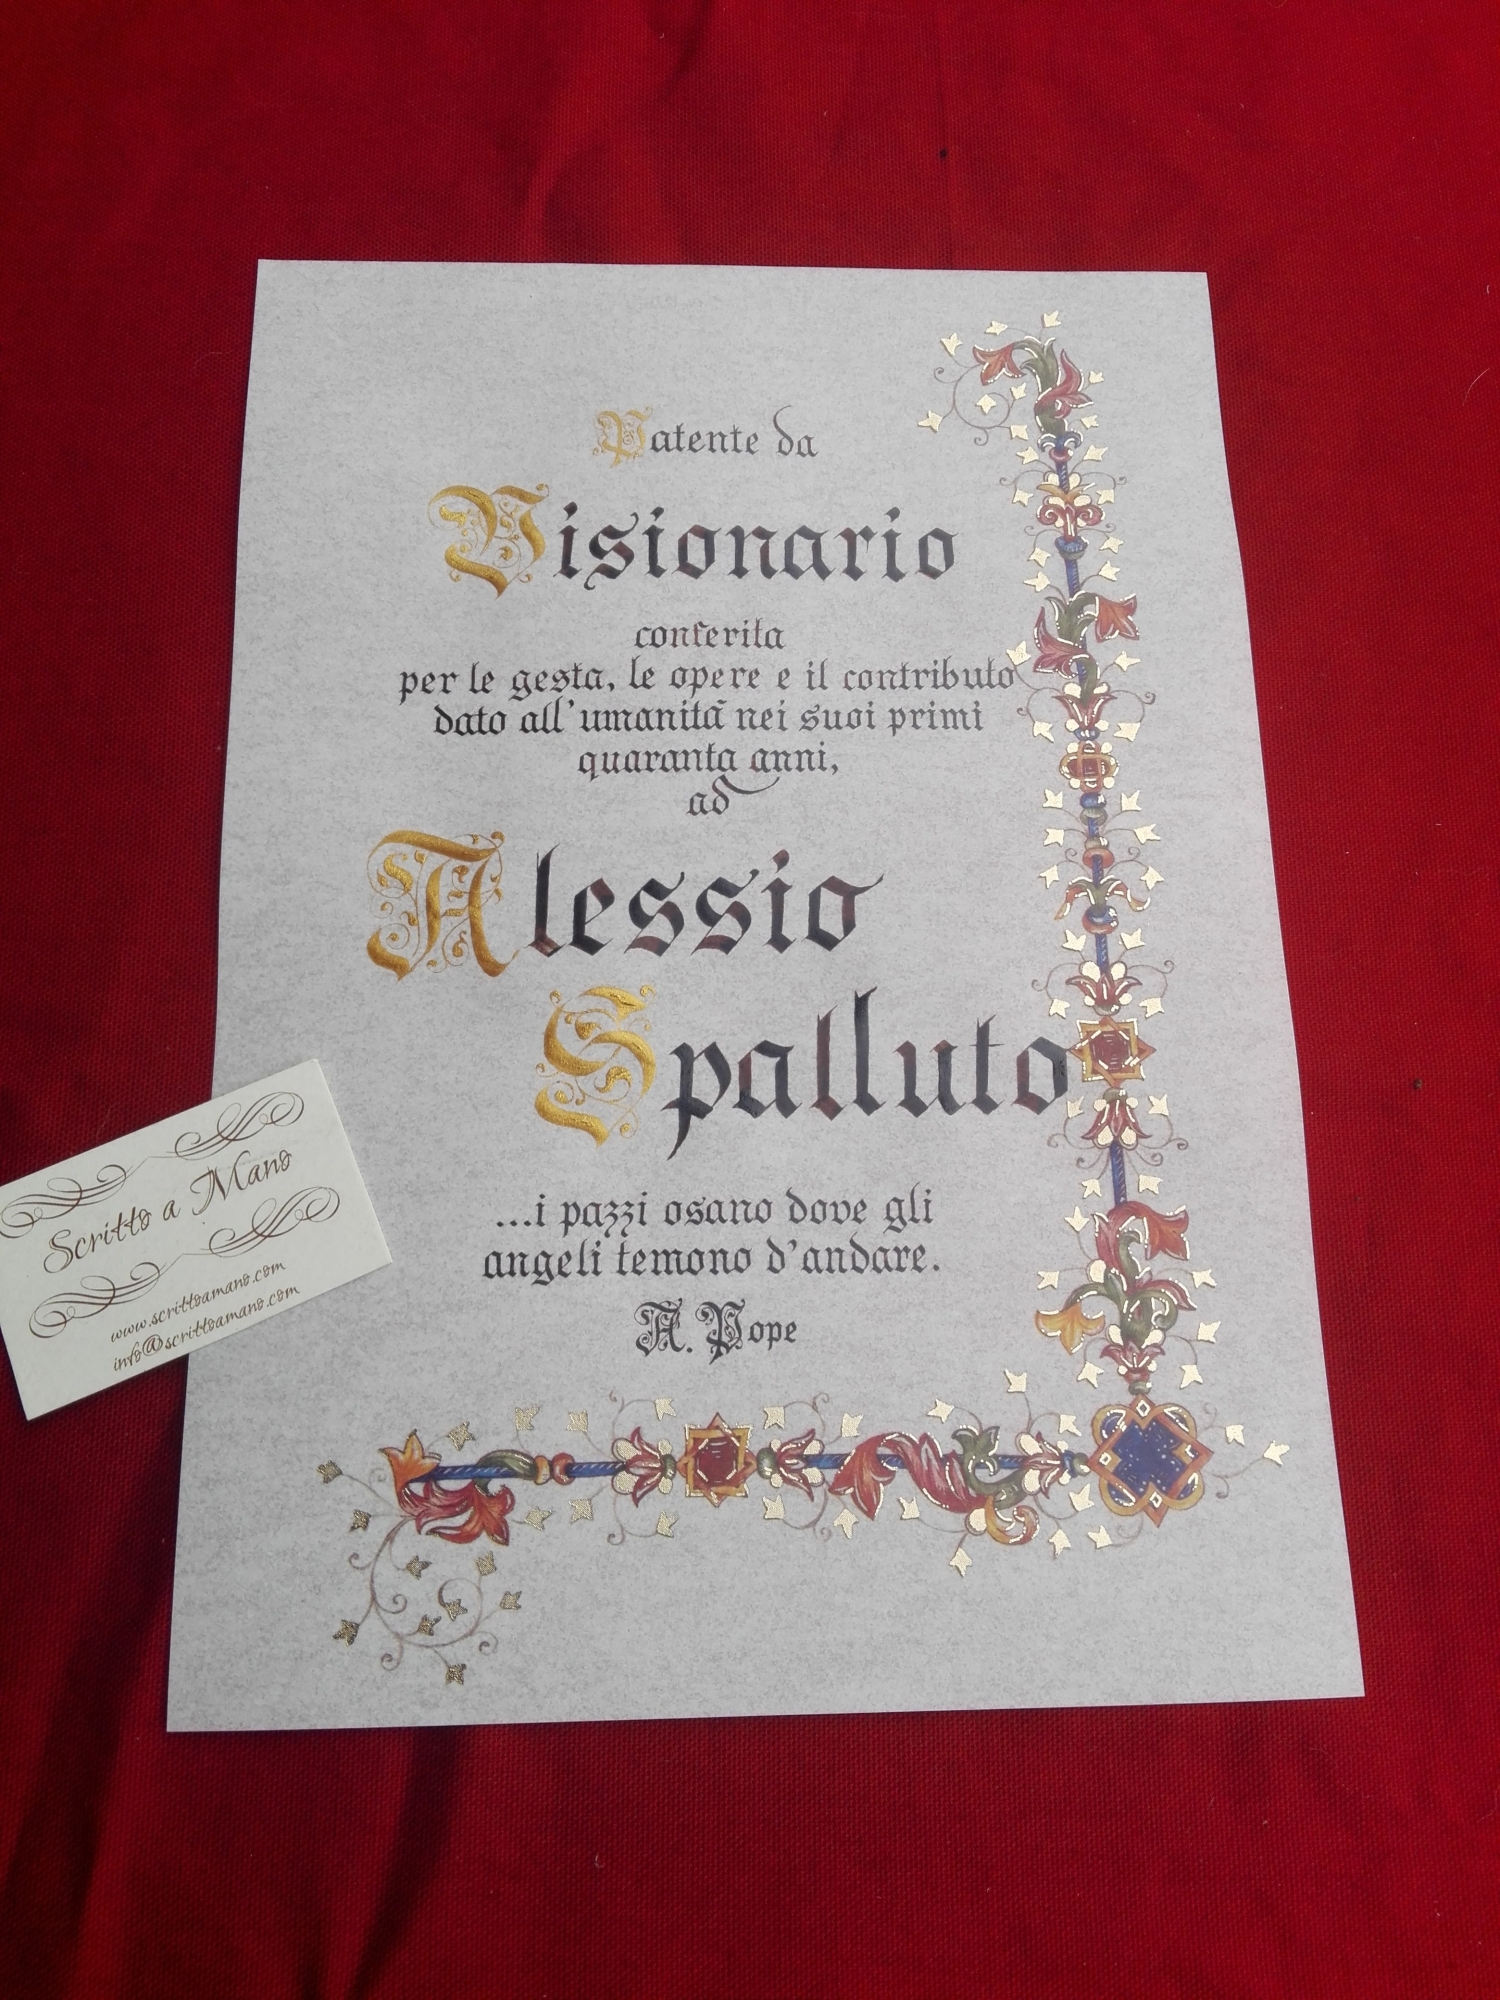 Patente da
Visionario
conferita
per le gesta, le opere e il contributo
dato all'umanità nei suoi primi
quaranta anni,
ad
Alessio
Spalluto
...i pazzi osano dove gli
angeli temono d'andare.
A. Pope
Scritto a Mano
www.scrittoamano.com
info@scrittoamano.com